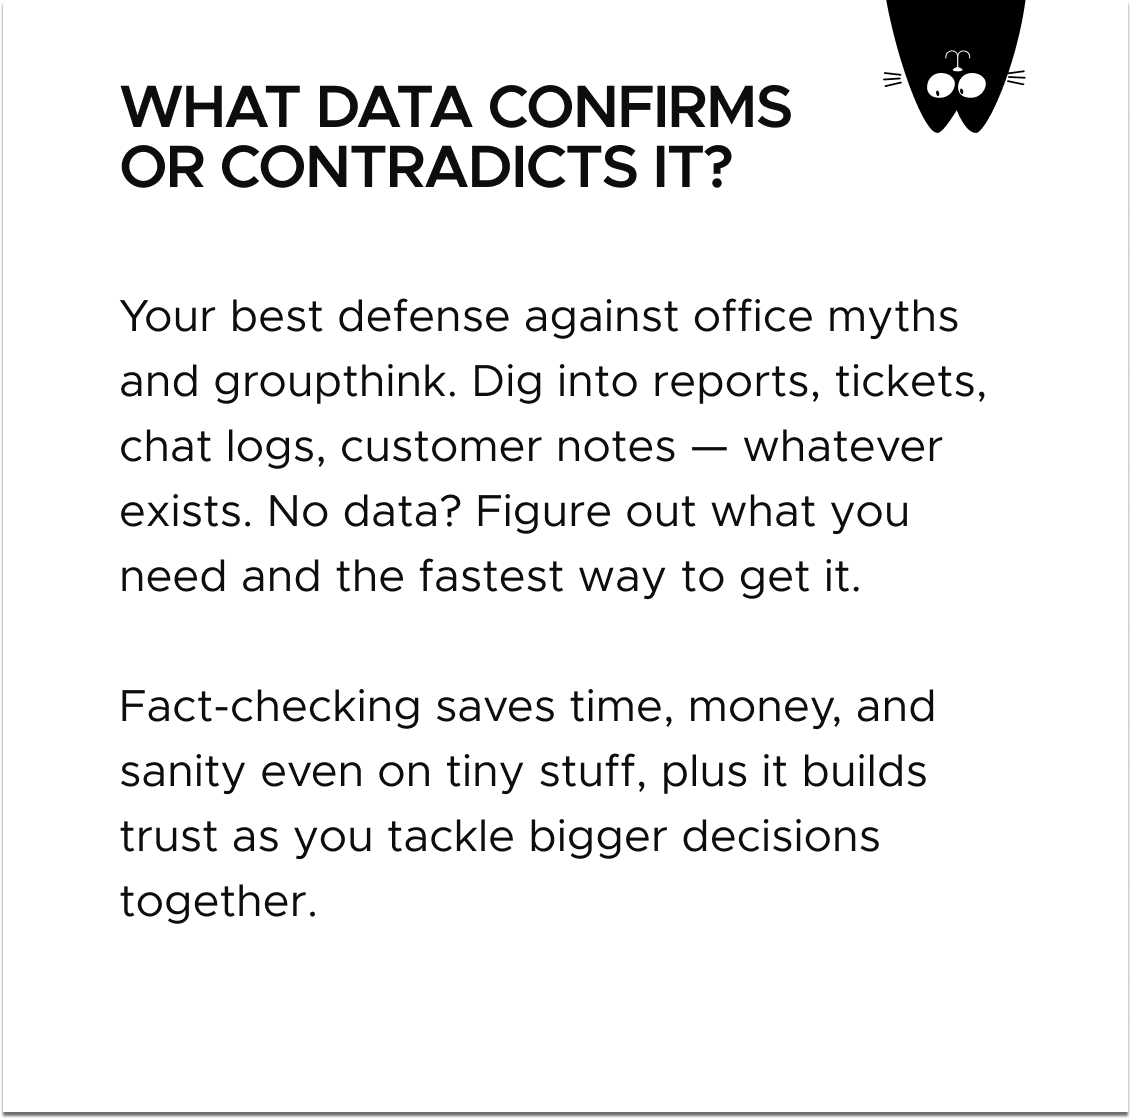 WHAT DATA CONFIRMS
OR CONTRADICTS IT?
Your best defense against office myths
and groupthink. Dig into reports, tickets,
chat logs, customer notes — whatever
exists. No data? Figure out what you
need and the fastest way to get it.
Fact-checking saves time, money, and
sanity even on tiny stuff, plus it builds
trust as you tackle bigger decisions
together.